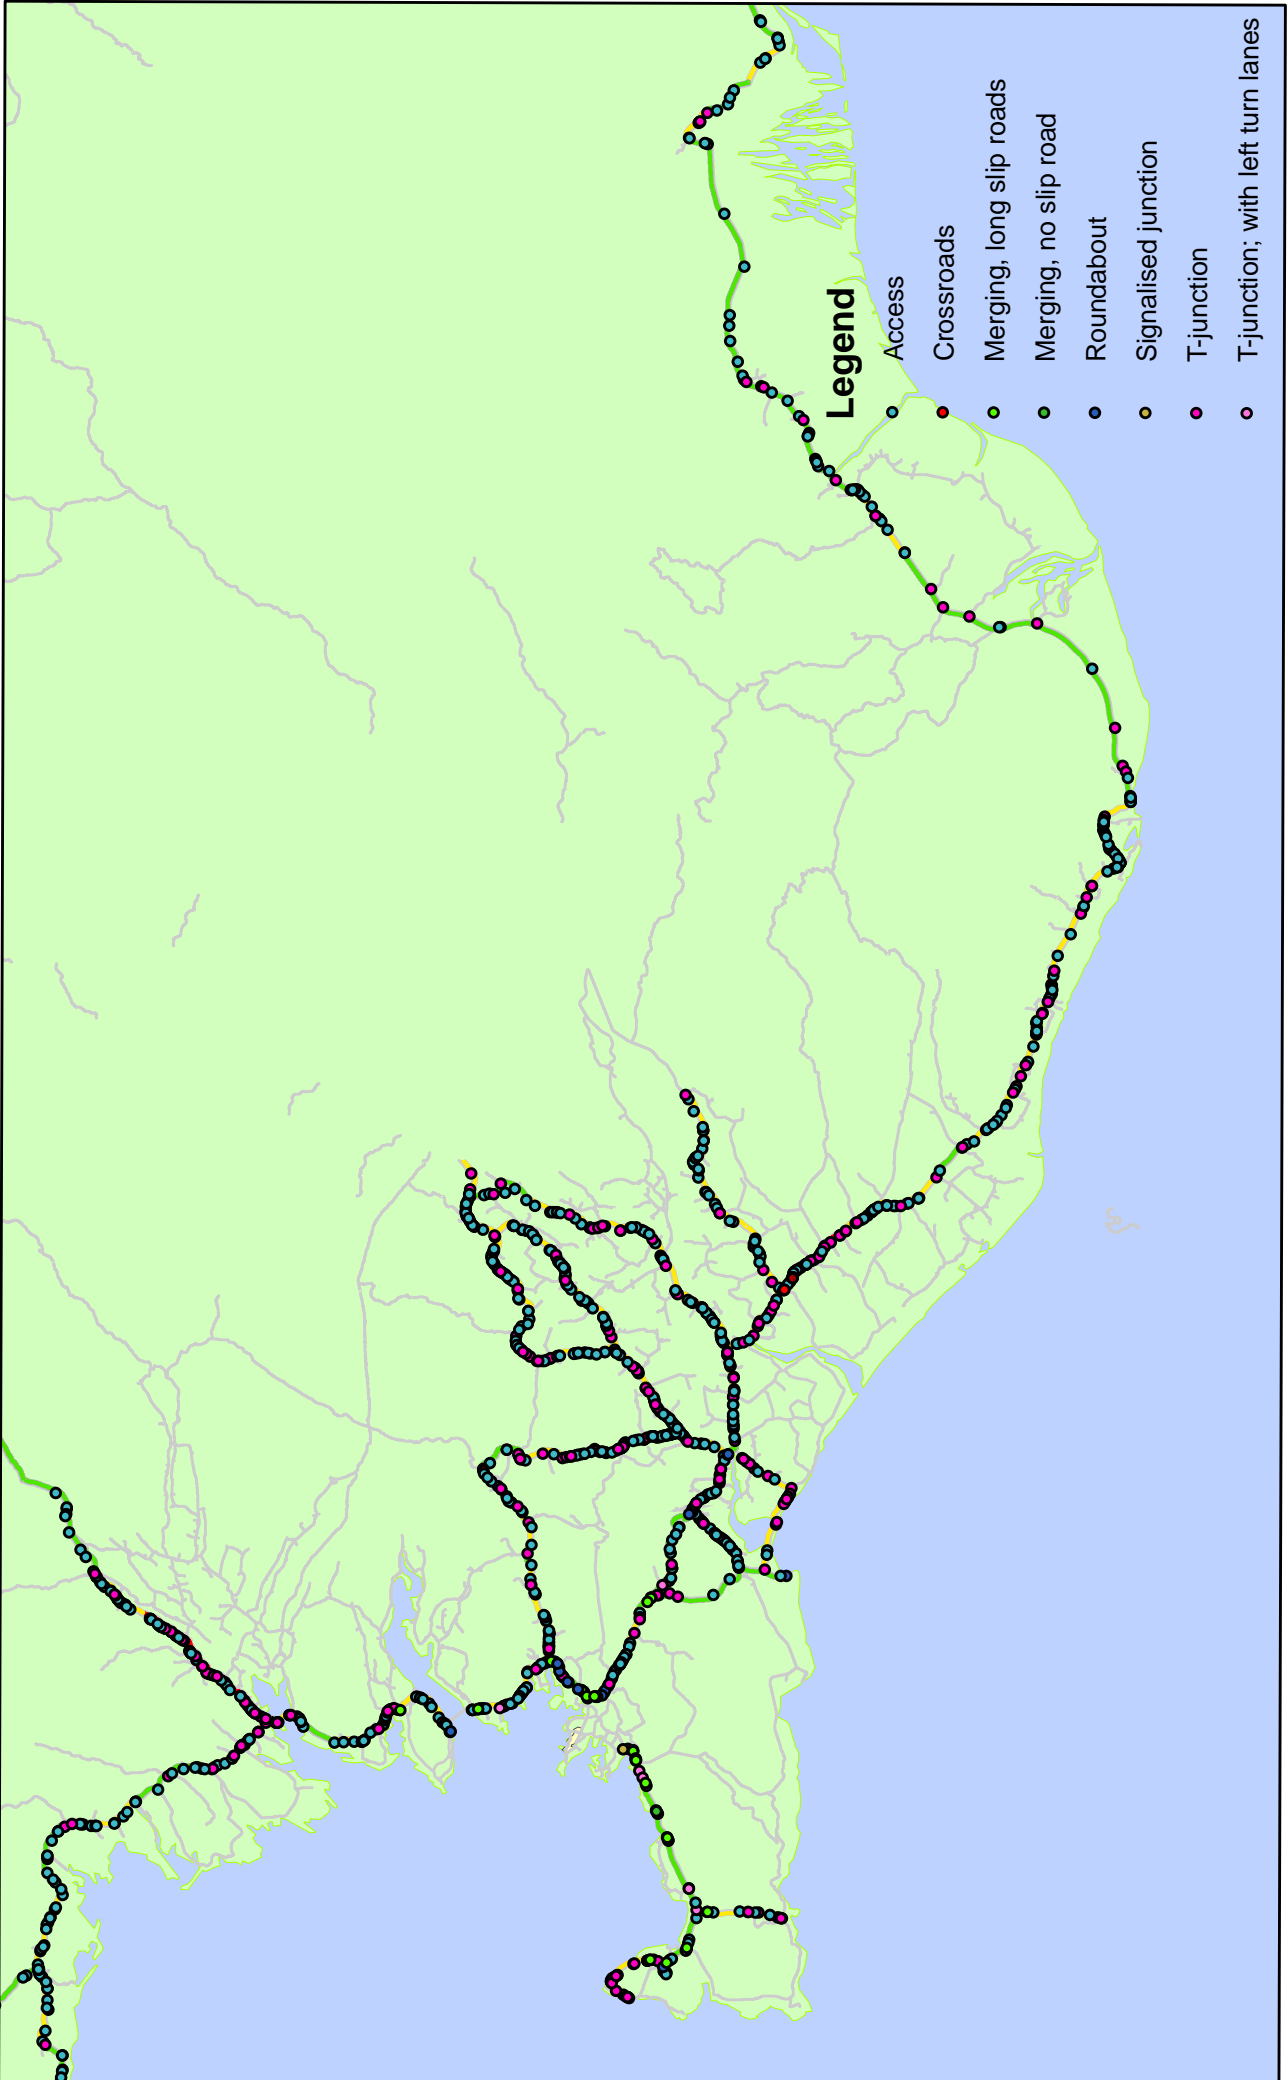 Legend
Access
Crossroads
Merging, long slip roads
Merging, no slip road
Roundabout
Signalised junction
T-junction
T-junction; with left turn lanes